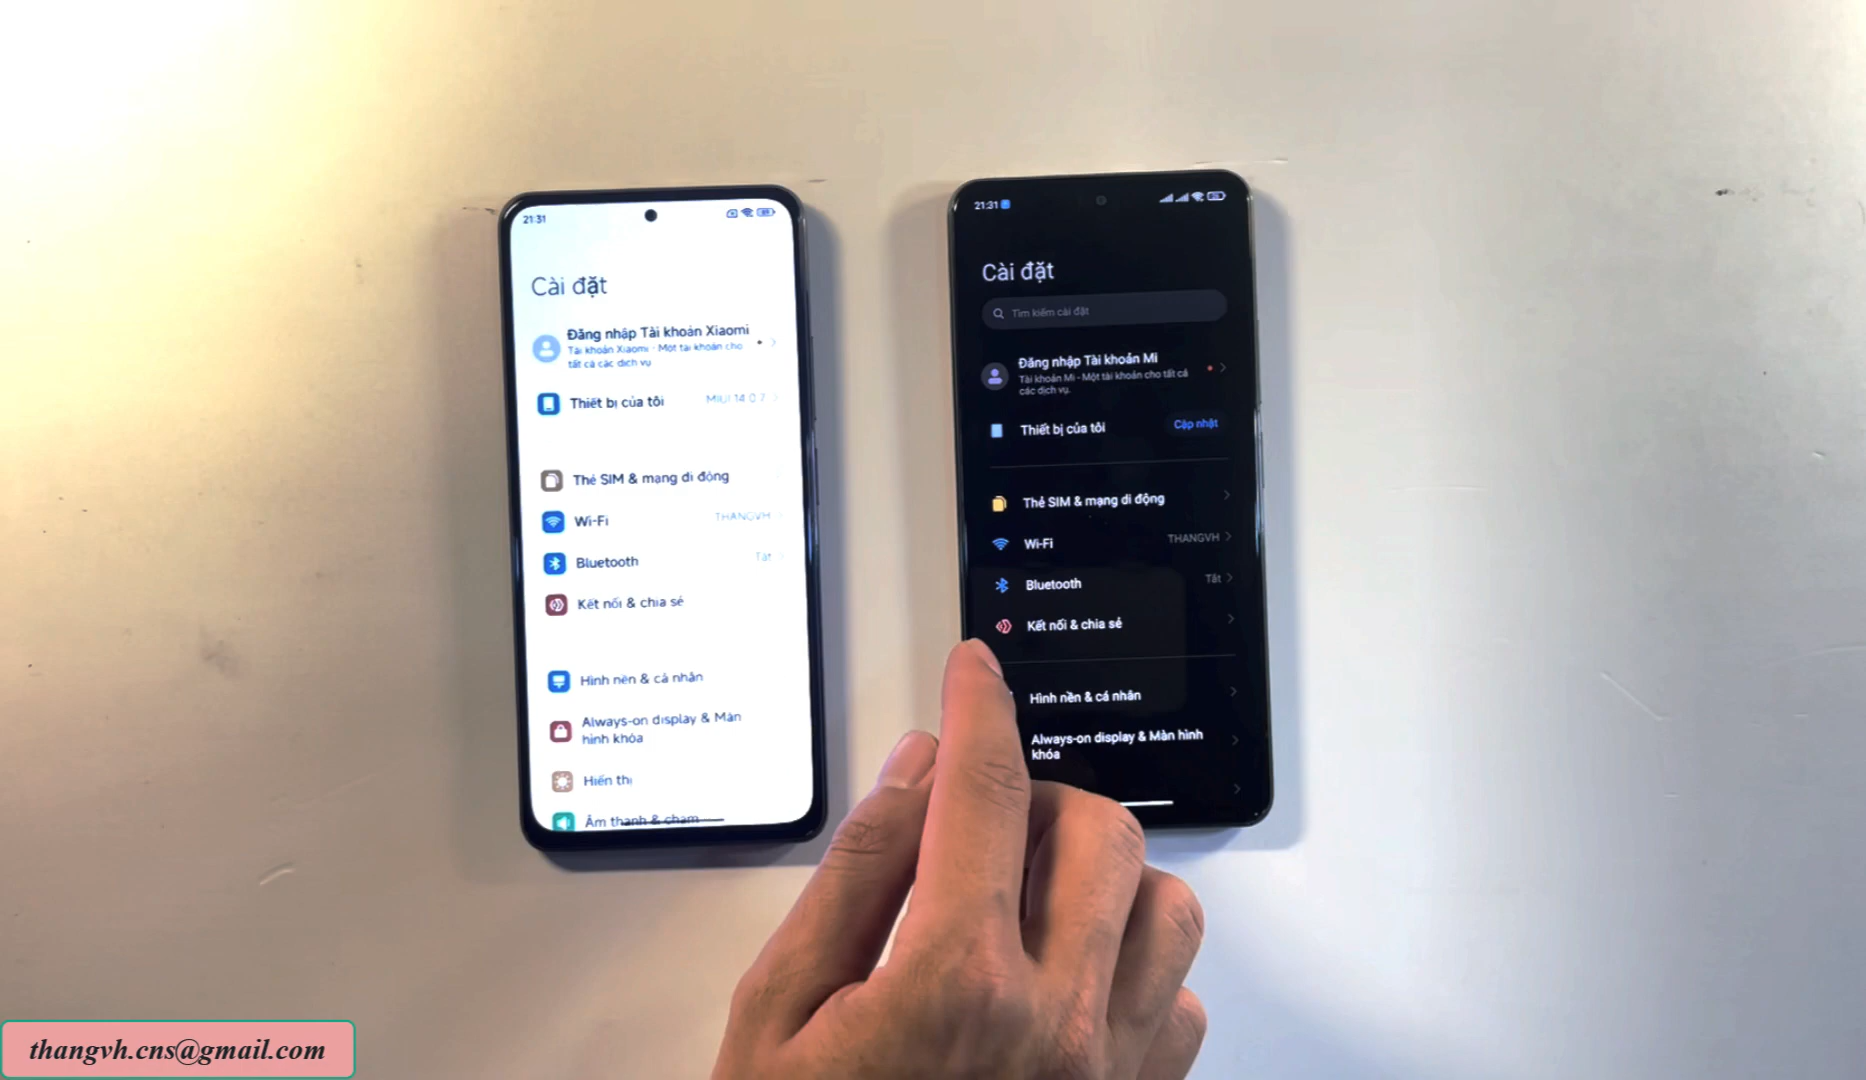 21:31
Cài đặt
Đăng nhập Tài khoản Xiaomi
Tài khoản Xiaomi - Một tài khoản cho
tất cả các dịch vụ
Thiết bị của tôi MIUI 14.0.7
Thẻ SIM & mạng di động
Wi-Fi THANGVH
Bluetooth Tắt
Kết nối & chia sẻ
Hình nền & cá nhân
Always-on display & Màn
hình khóa
Hiển thị
Âm thanh & chạm
21:31
Cài đặt
Tìm kiếm cài đặt
Đăng nhập Tài khoản Mi
Tài khoản Mi - Một tài khoản cho tất cả
các dịch vụ.
Thiết bị của tôi Cập nhật
Thẻ SIM & mạng di động
Wi-Fi THANGVH
Bluetooth Tắt
Kết nối & chia sẻ
Hình nền & cá nhân
Always-on display & Màn hình
khóa
thangvh.cns@gmail.com